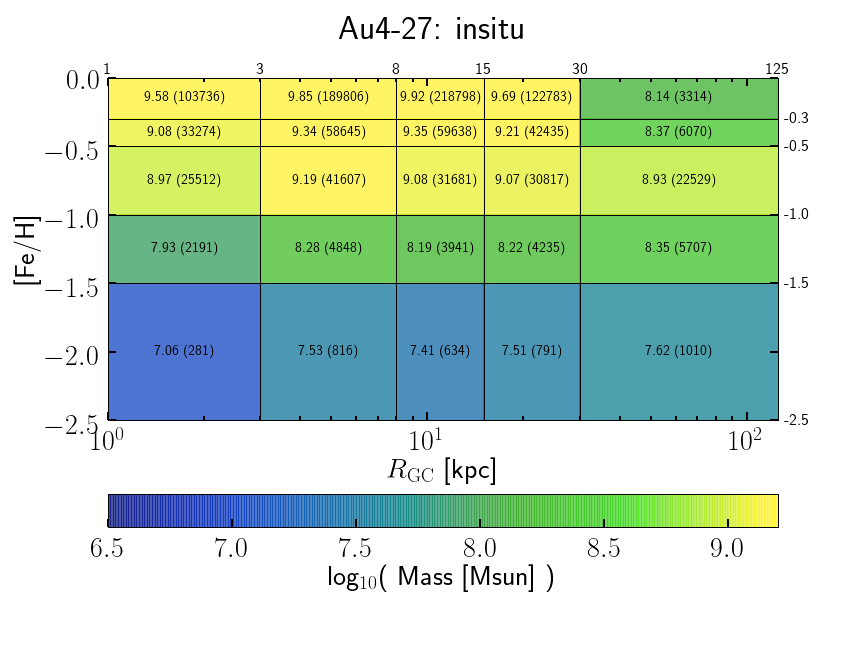 Au4-27: insitu
1 3 8 15 30 125
0.0
9.58 (103736) 9.85 (189806) 9.92 (218798) 9.69 (122783) 8.14 (3314)
-0.3
9.08 (33274) 9.34 (58645) 9.35 (59638) 9.21 (42435) 8.37 (6070)
−0.5 -0.5
8.97 (25512) 9.19 (41607) 9.08 (31681) 9.07 (30817) 8.93 (22529)
−1.0 -1.0
[Fe/H]
7.93 (2191) 8.28 (4848) 8.19 (3941) 8.22 (4235) 8.35 (5707)
−1.5 -1.5
−2.0 7.06 (281) 7.53 (816) 7.41 (634) 7.51 (791) 7.62 (1010)
−2.5 -2.5
10⁰ 10¹ 10²
R_GC [kpc]
6.5 7.0 7.5 8.0 8.5 9.0
log₁₀( Mass [Msun] )